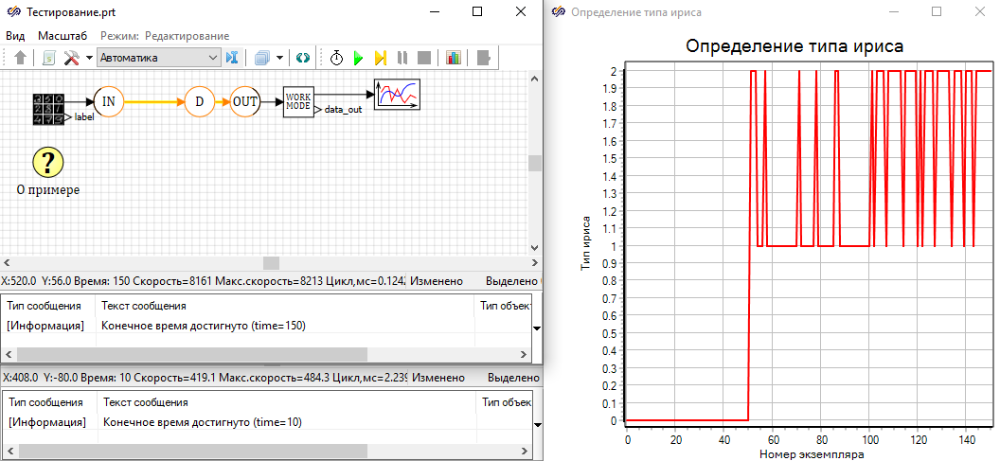 Тестирование.prt
Вид Масштаб Режим: Редактирование
Автоматика
IN D OUT WORK MODE
label
data_out
?
О примере
X:520.0 Y:56.0 Время: 150 Скорость=8161 Макс.скорость=8213 Цикл,мс=0.1242 Изменено Выделено
Тип сообщения Текст сообщения Тип объек
[Информация] Конечное время достигнуто (time=150)
X:408.0 Y:-80.0 Время: 10 Скорость=419.1 Макс.скорость=484.3 Цикл,мс=2.239 Изменено Выделено
Тип сообщения Текст сообщения Тип объек
[Информация] Конечное время достигнуто (time=10)
Определение типа ириса
Определение типа ириса
Тип ириса
2
1.9
1.8
1.7
1.6
1.5
1.4
1.3
1.2
1.1
1
0.9
0.8
0.7
0.6
0.5
0.4
0.3
0.2
0.1
0
0 20 40 60 80 100 120 140
Номер экземпляра